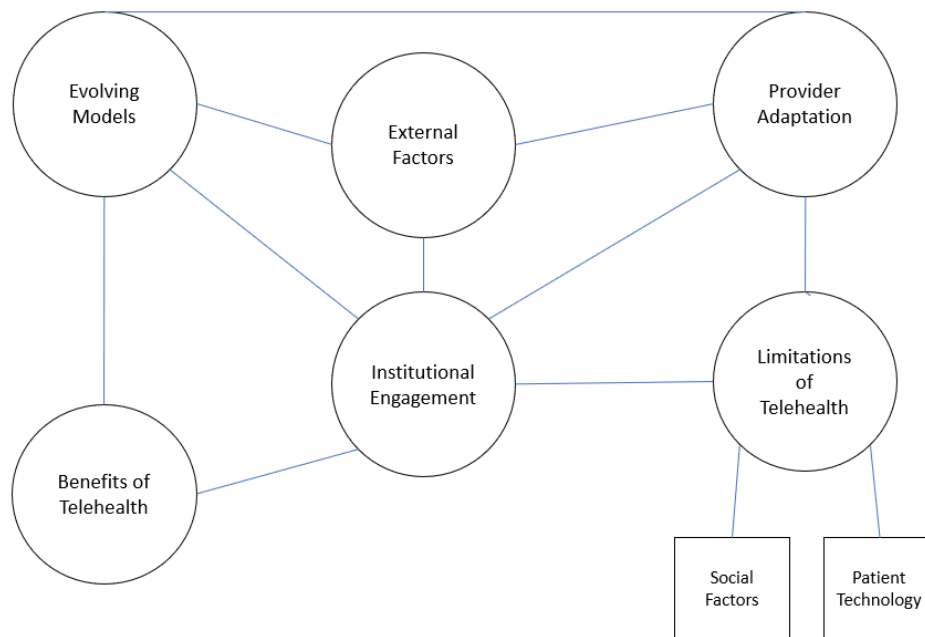 Evolving
Models
External
Factors
Provider
Adaptation
Institutional
Engagement
Limitations
of
Telehealth
Benefits of
Telehealth
Social
Factors
Patient
Technology